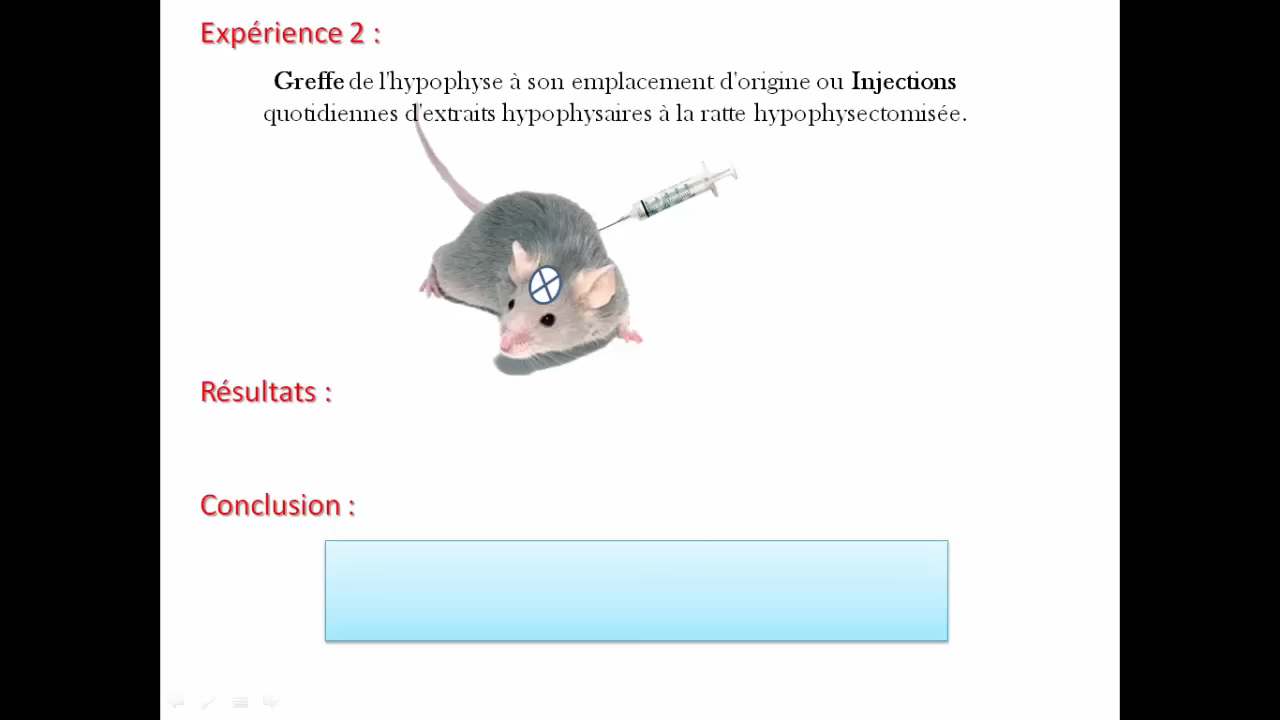 Expérience 2 :
Greffe de l'hypophyse à son emplacement d'origine ou Injections
quotidiennes d'extraits hypophysaires à la ratte hypophysectomisée.
Résultats :
Conclusion :